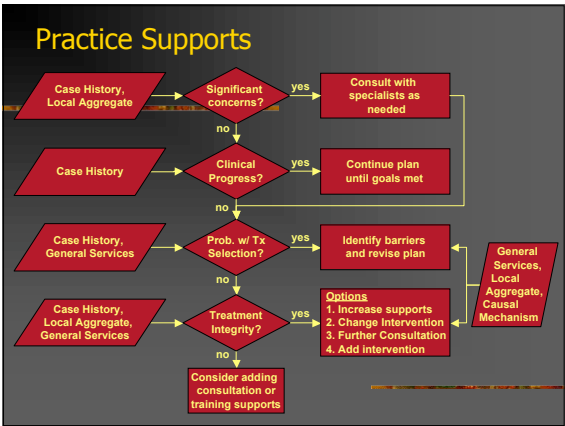 Practice Supports
Case History,
Local Aggregate
Significant
concerns?
yes
Consult with
specialists as
needed
no
Case History
Clinical
Progress?
yes
Continue plan
until goals met
no
Case History,
General Services
Prob. w/ Tx
Selection?
yes
Identify barriers
and revise plan
General
Services,
Local
Aggregate,
Causal
Mechanism
no
Case History,
Local Aggregate,
General Services
Treatment
Integrity?
yes
Options
1. Increase supports
2. Change Intervention
3. Further Consultation
4. Add intervention
no
Consider adding
consultation or
training supports